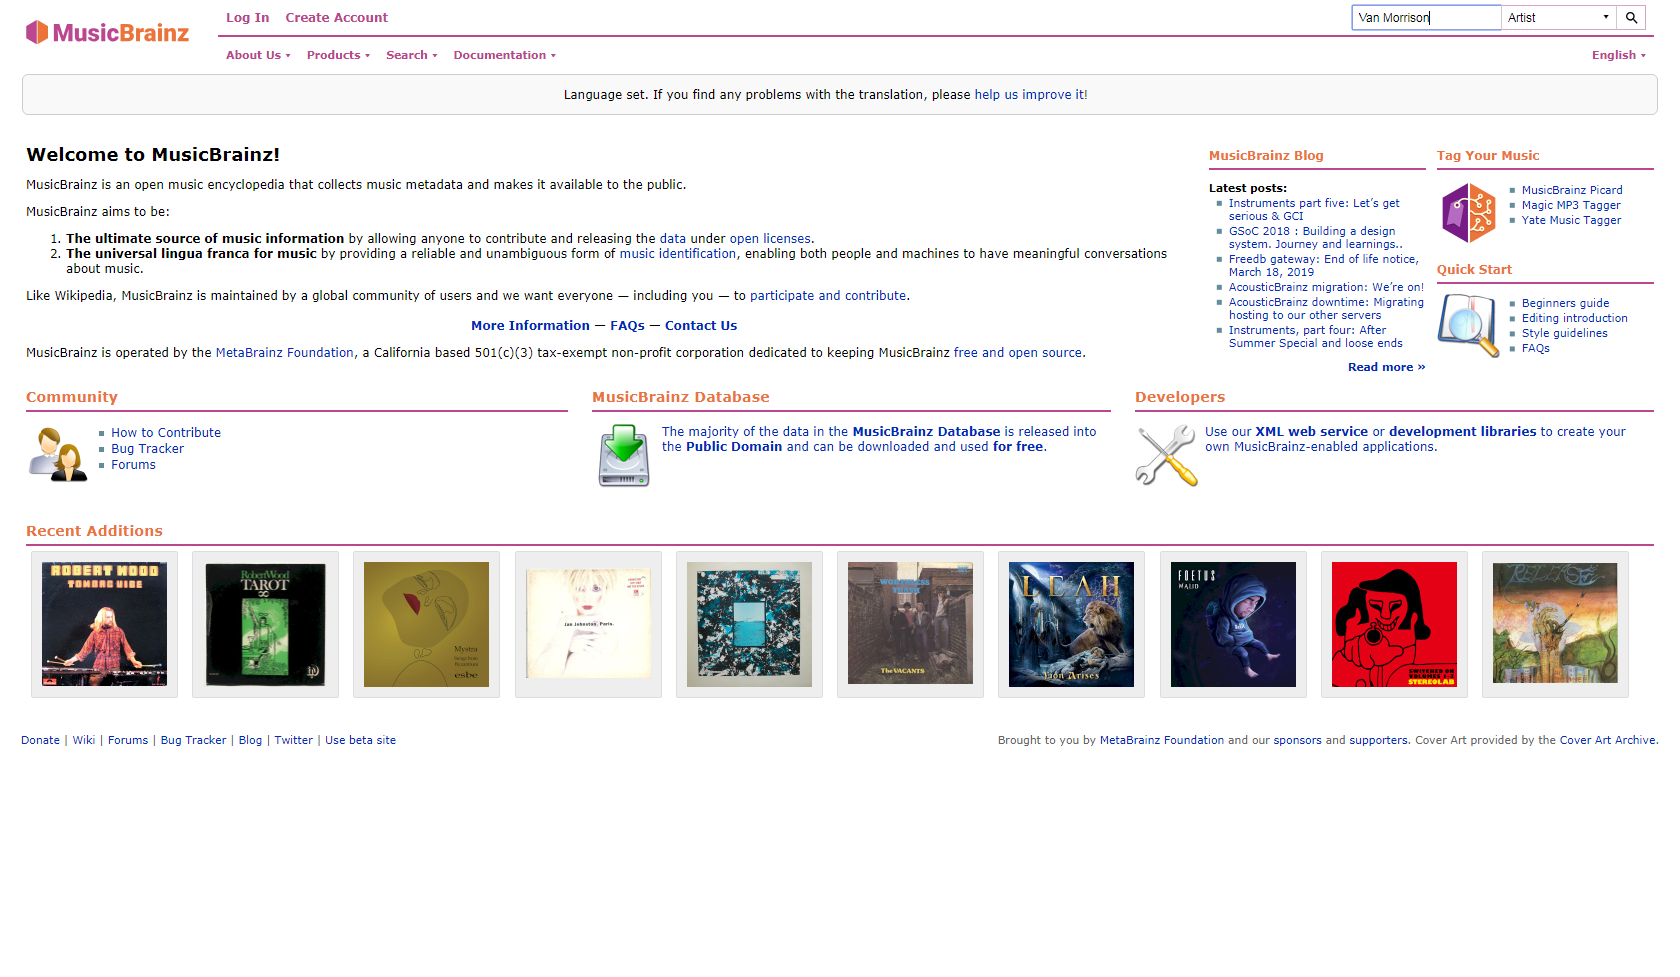 MusicBrainz
Log In Create Account
Van Morrison Artist
About Us Products Search Documentation English
Language set. If you find any problems with the translation, please help us improve it!
Welcome to MusicBrainz!
MusicBrainz is an open music encyclopedia that collects music metadata and makes it available to the public.
MusicBrainz aims to be:
1. The ultimate source of music information by allowing anyone to contribute and releasing the data under open licenses.
2. The universal lingua franca for music by providing a reliable and unambiguous form of music identification, enabling both people and machines to have meaningful conversations
about music.
Like Wikipedia, MusicBrainz is maintained by a global community of users and we want everyone — including you — to participate and contribute.
More Information — FAQs — Contact Us
MusicBrainz is operated by the MetaBrainz Foundation, a California based 501(c)(3) tax-exempt non-profit corporation dedicated to keeping MusicBrainz free and open source.
MusicBrainz Blog
Latest posts:
Instruments part five: Let's get
serious & GCI
GSoC 2018 : Building a design
system. Journey and learnings..
Freedb gateway: End of life notice,
March 18, 2019
AcousticBrainz migration: We're on!
AcousticBrainz downtime: Migrating
hosting to our other servers
Instruments, part four: After
Summer Special and loose ends
Read more »
Tag Your Music
MusicBrainz Picard
Magic MP3 Tagger
Yate Music Tagger
Quick Start
Beginners guide
Editing introduction
Style guidelines
FAQs
Community
How to Contribute
Bug Tracker
Forums
MusicBrainz Database
The majority of the data in the MusicBrainz Database is released into
the Public Domain and can be downloaded and used for free.
Developers
Use our XML web service or development libraries to create your
own MusicBrainz-enabled applications.
Recent Additions
ROBERT WOOD
TOMBAC VIBE
Robert Wood
TAROT
Mystra
esbe
Jan Johnston. Paris.
The VACANTS
LEAH
Lion Arises
FOETUS
HALID
SWITCHED ON
STEREOLAB
RELEASE
Donate | Wiki | Forums | Bug Tracker | Blog | Twitter | Use beta site
Brought to you by MetaBrainz Foundation and our sponsors and supporters. Cover Art provided by the Cover Art Archive.